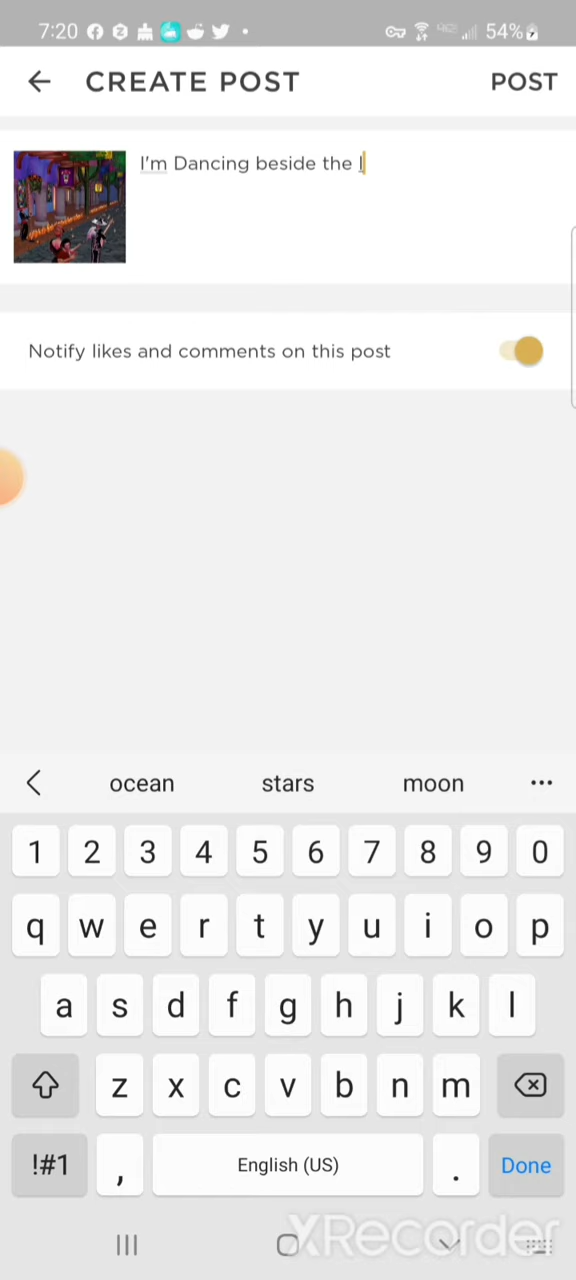 7:20 54%
CREATE POST POST
I'm Dancing beside the l
Notify likes and comments on this post
ocean stars moon
1 2 3 4 5 6 7 8 9 0
q w e r t y u i o p
a s d f g h j k l
z x c v b n m
!#1 , English (US) . Done
XRecorder